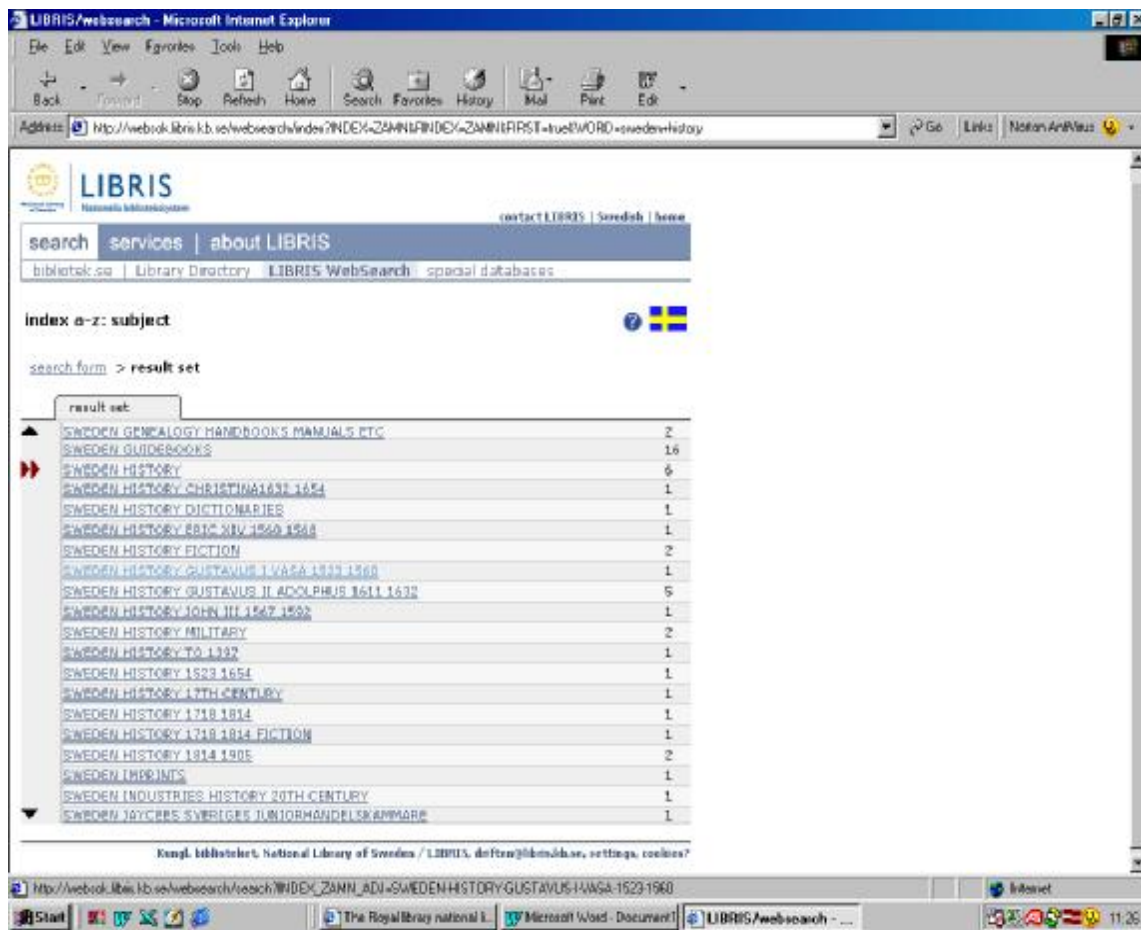 LIBRIS/websearch - Microsoft Internet Explorer
File Edit View Favorites Tools Help
Back Forward Stop Refresh Home Search Favorites History Mail Print Edit
Address http://websok.libris.kb.se/websearch/index?INDEX=ZAMN&FINDEX=ZAMN&FIRST=true&WORD=sweden+history Go Links Norton AntiVirus
LIBRIS
Nationella bibliotekssystem
contact LIBRIS | Swedish | home
search services | about LIBRIS
bibliotek.se | Library Directory LIBRIS WebSearch special databases
index a-z: subject
search form > result set
result set
SWEDEN GENEALOGY HANDBOOKS MANUALS ETC 2
SWEDEN GUIDEBOOKS 16
SWEDEN HISTORY 6
SWEDEN HISTORY CHRISTINA1632 1654 1
SWEDEN HISTORY DICTIONARIES 1
SWEDEN HISTORY ERIC XIV 1560 1568 1
SWEDEN HISTORY FICTION 2
SWEDEN HISTORY GUSTAVUS I VASA 1523 1560 1
SWEDEN HISTORY GUSTAVUS II ADOLPHUS 1611 1632 5
SWEDEN HISTORY JOHN III 1567 1592 1
SWEDEN HISTORY MILITARY 2
SWEDEN HISTORY TO 1397 1
SWEDEN HISTORY 1523 1654 1
SWEDEN HISTORY 17TH CENTURY 1
SWEDEN HISTORY 1718 1814 1
SWEDEN HISTORY 1718 1814 FICTION 1
SWEDEN HISTORY 1814 1905 2
SWEDEN IMPRINTS 1
SWEDEN INDUSTRIES HISTORY 20TH CENTURY 1
SWEDEN JAYCEES SVERIGES JUNIORHANDELSKAMMARE 1
Kungl. biblioteket, National Library of Sweden / LIBRIS, driften@libris.kb.se, settings, cookies?
http://websok.libris.kb.se/websearch/search?INDEX_ZAMN_ADJ=SWEDEN-HISTORY-GUSTAVUS-I-VASA-1523-1560 Internet
Start The Royal library national li... Microsoft Word - Document1 LIBRIS/websearch - ... 11:26